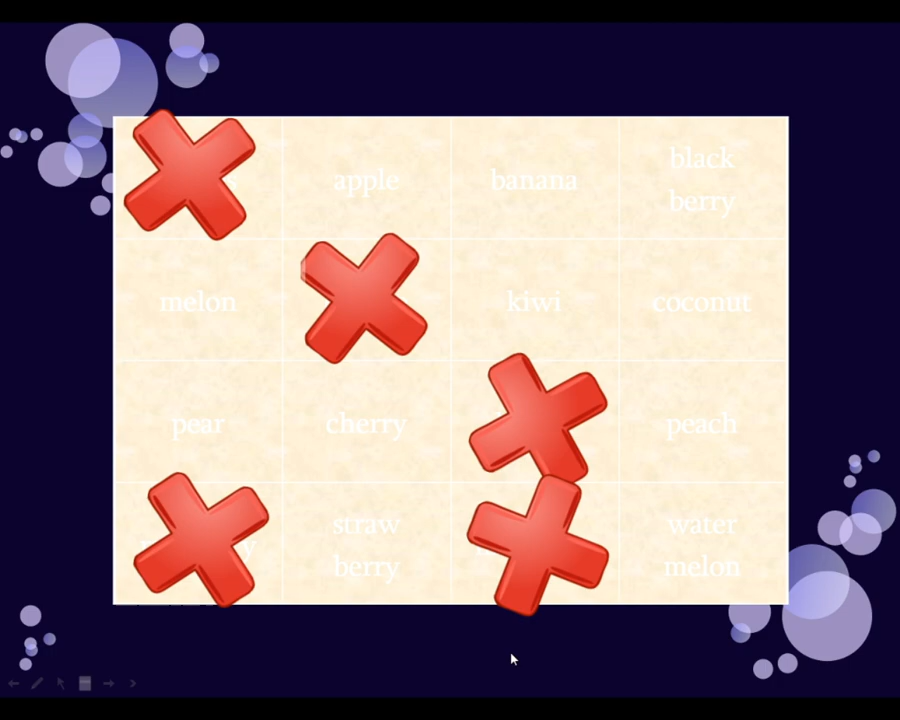 apple
banana
black
berry
melon
kiwi
coconut
pear
cherry
peach
straw
berry
water
melon